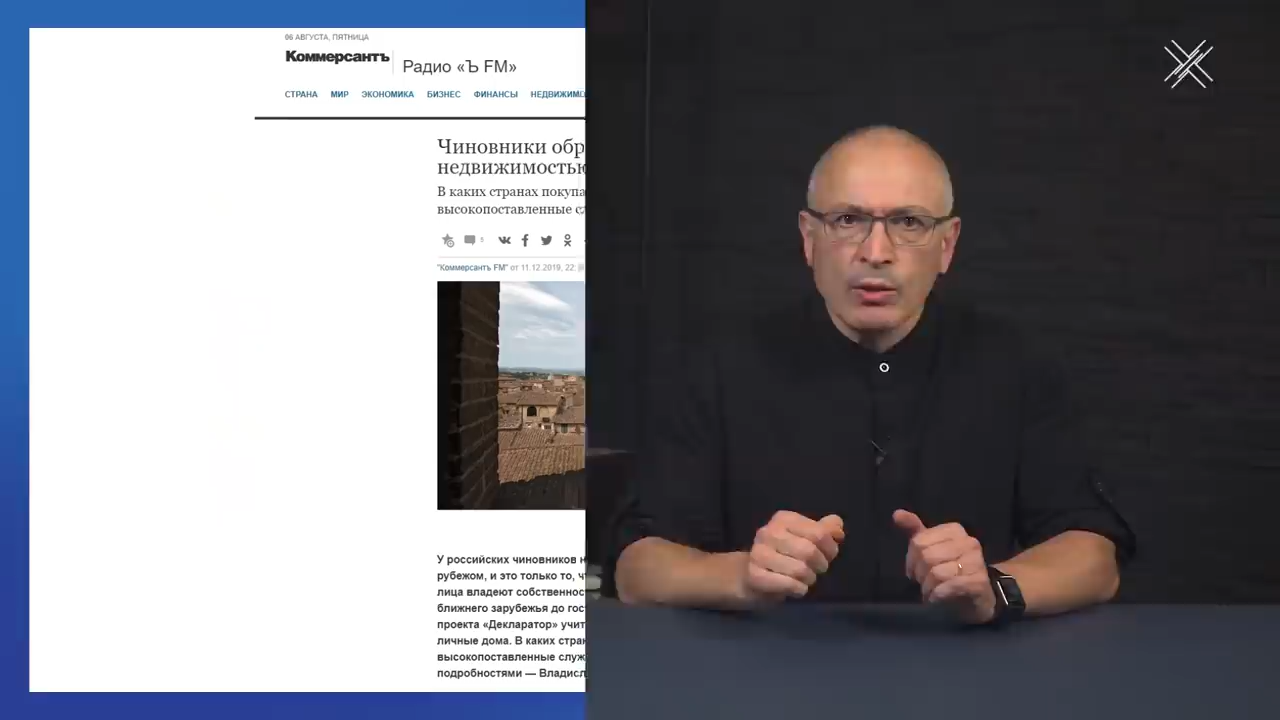 06 АВГУСТА, ПЯТНИЦА
Коммерсантъ
Радио «Ъ FM»
СТРАНА МИР ЭКОНОМИКА БИЗНЕС ФИНАНСЫ НЕДВИЖИМО
Чиновники обр
недвижимостью
В каких странах покупа
высокопоставленные сл
5
"Коммерсантъ FM" от 11.12.2019, 22:
У российских чиновников н
рубежом, и это только то, ч
лица владеют собственнос
ближнего зарубежья до гос
проекта «Декларатор» учит
личные дома. В каких стран
высокопоставленные служ
подробностями — Владисл